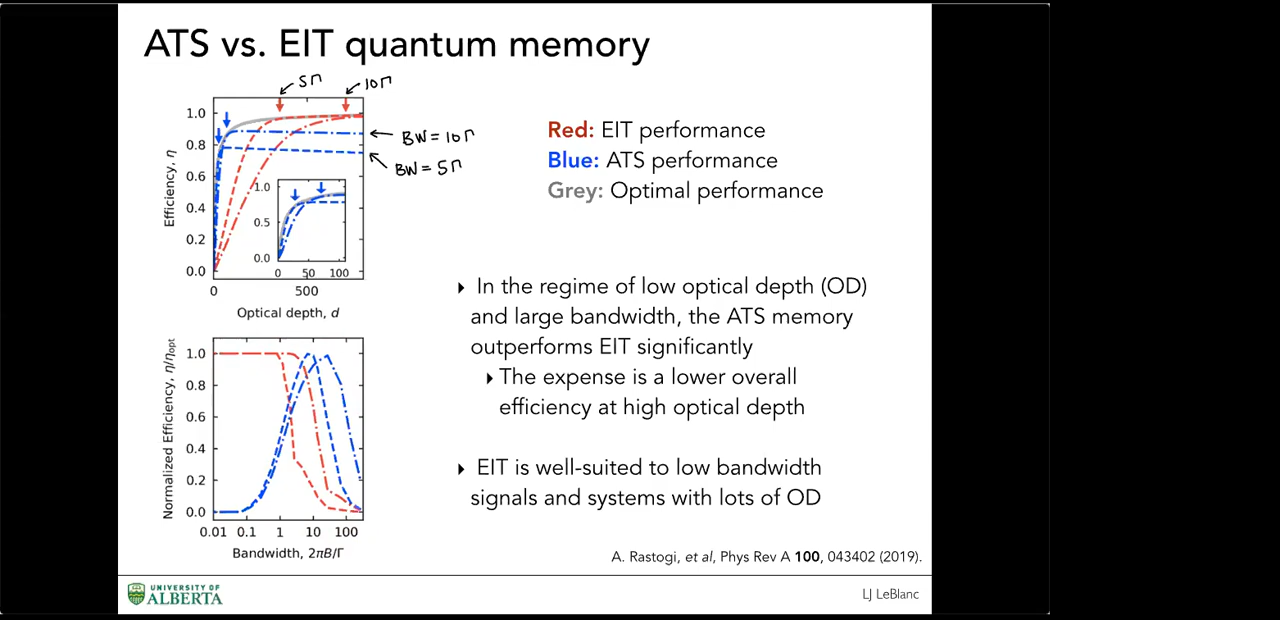 ATS vs. EIT quantum memory
5Γ
10Γ
1.0
0.8
0.6
0.4
0.2
0.0
Efficiency, η
BW = 10Γ
BW = 5Γ
1.0
0.5
0.0
0 50 100
0 500
Optical depth, d
Normalized Efficiency, η/ηopt
1.0
0.8
0.6
0.4
0.2
0.0
0.01 0.1 1 10 100
Bandwidth, 2πB/Γ
Red: EIT performance
Blue: ATS performance
Grey: Optimal performance
In the regime of low optical depth (OD)
and large bandwidth, the ATS memory
outperforms EIT significantly
The expense is a lower overall
efficiency at high optical depth
EIT is well-suited to low bandwidth
signals and systems with lots of OD
A. Rastogi, et al, Phys Rev A 100, 043402 (2019).
UNIVERSITY OF
ALBERTA
LJ LeBlanc